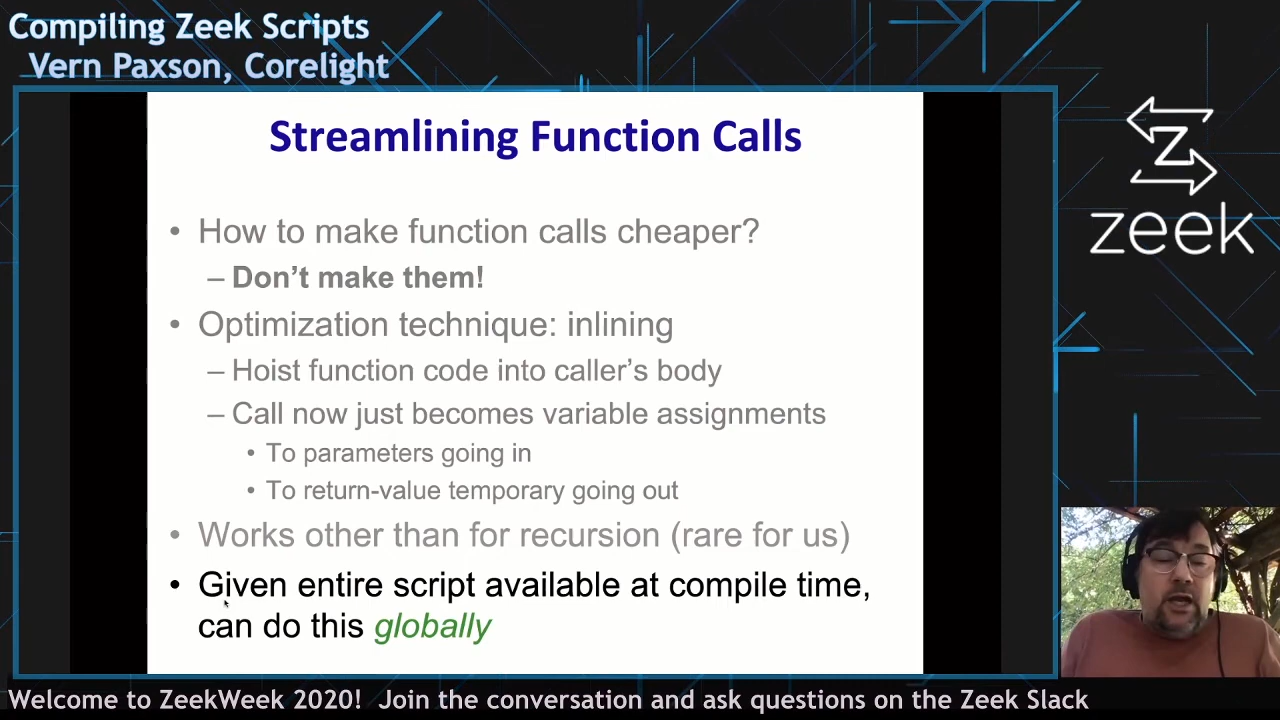 Compiling Zeek Scripts
Vern Paxson, Corelight
Streamlining Function Calls
• How to make function calls cheaper?
– Don't make them!
• Optimization technique: inlining
– Hoist function code into caller's body
– Call now just becomes variable assignments
• To parameters going in
• To return-value temporary going out
• Works other than for recursion (rare for us)
• Given entire script available at compile time,
can do this globally
Z
zeek
Welcome to ZeekWeek 2020! Join the conversation and ask questions on the Zeek Slack